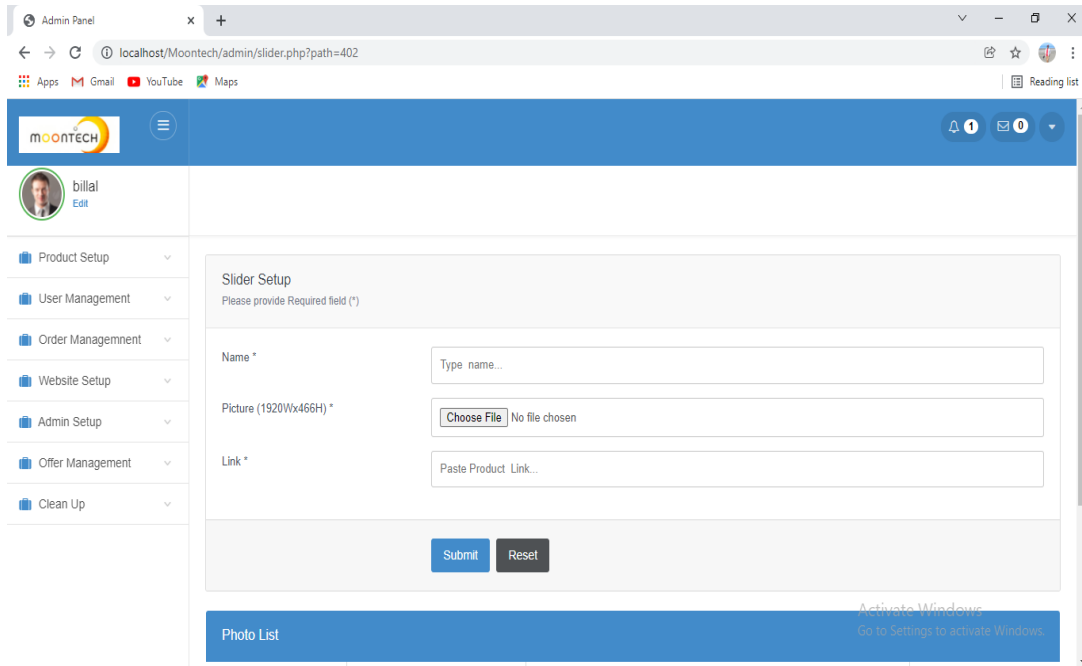 Admin Panel
localhost/Moontech/admin/slider.php?path=402
Apps Gmail YouTube Maps Reading list
MOONTECH
1 0
billal
Edit
Product Setup
User Management
Order Managemnent
Website Setup
Admin Setup
Offer Management
Clean Up
Slider Setup
Please provide Required field (*)
Name *
Type name...
Picture (1920Wx466H) *
Choose File No file chosen
Link *
Paste Product Link...
Submit Reset
Photo List
Activate Windows
Go to Settings to activate Windows.